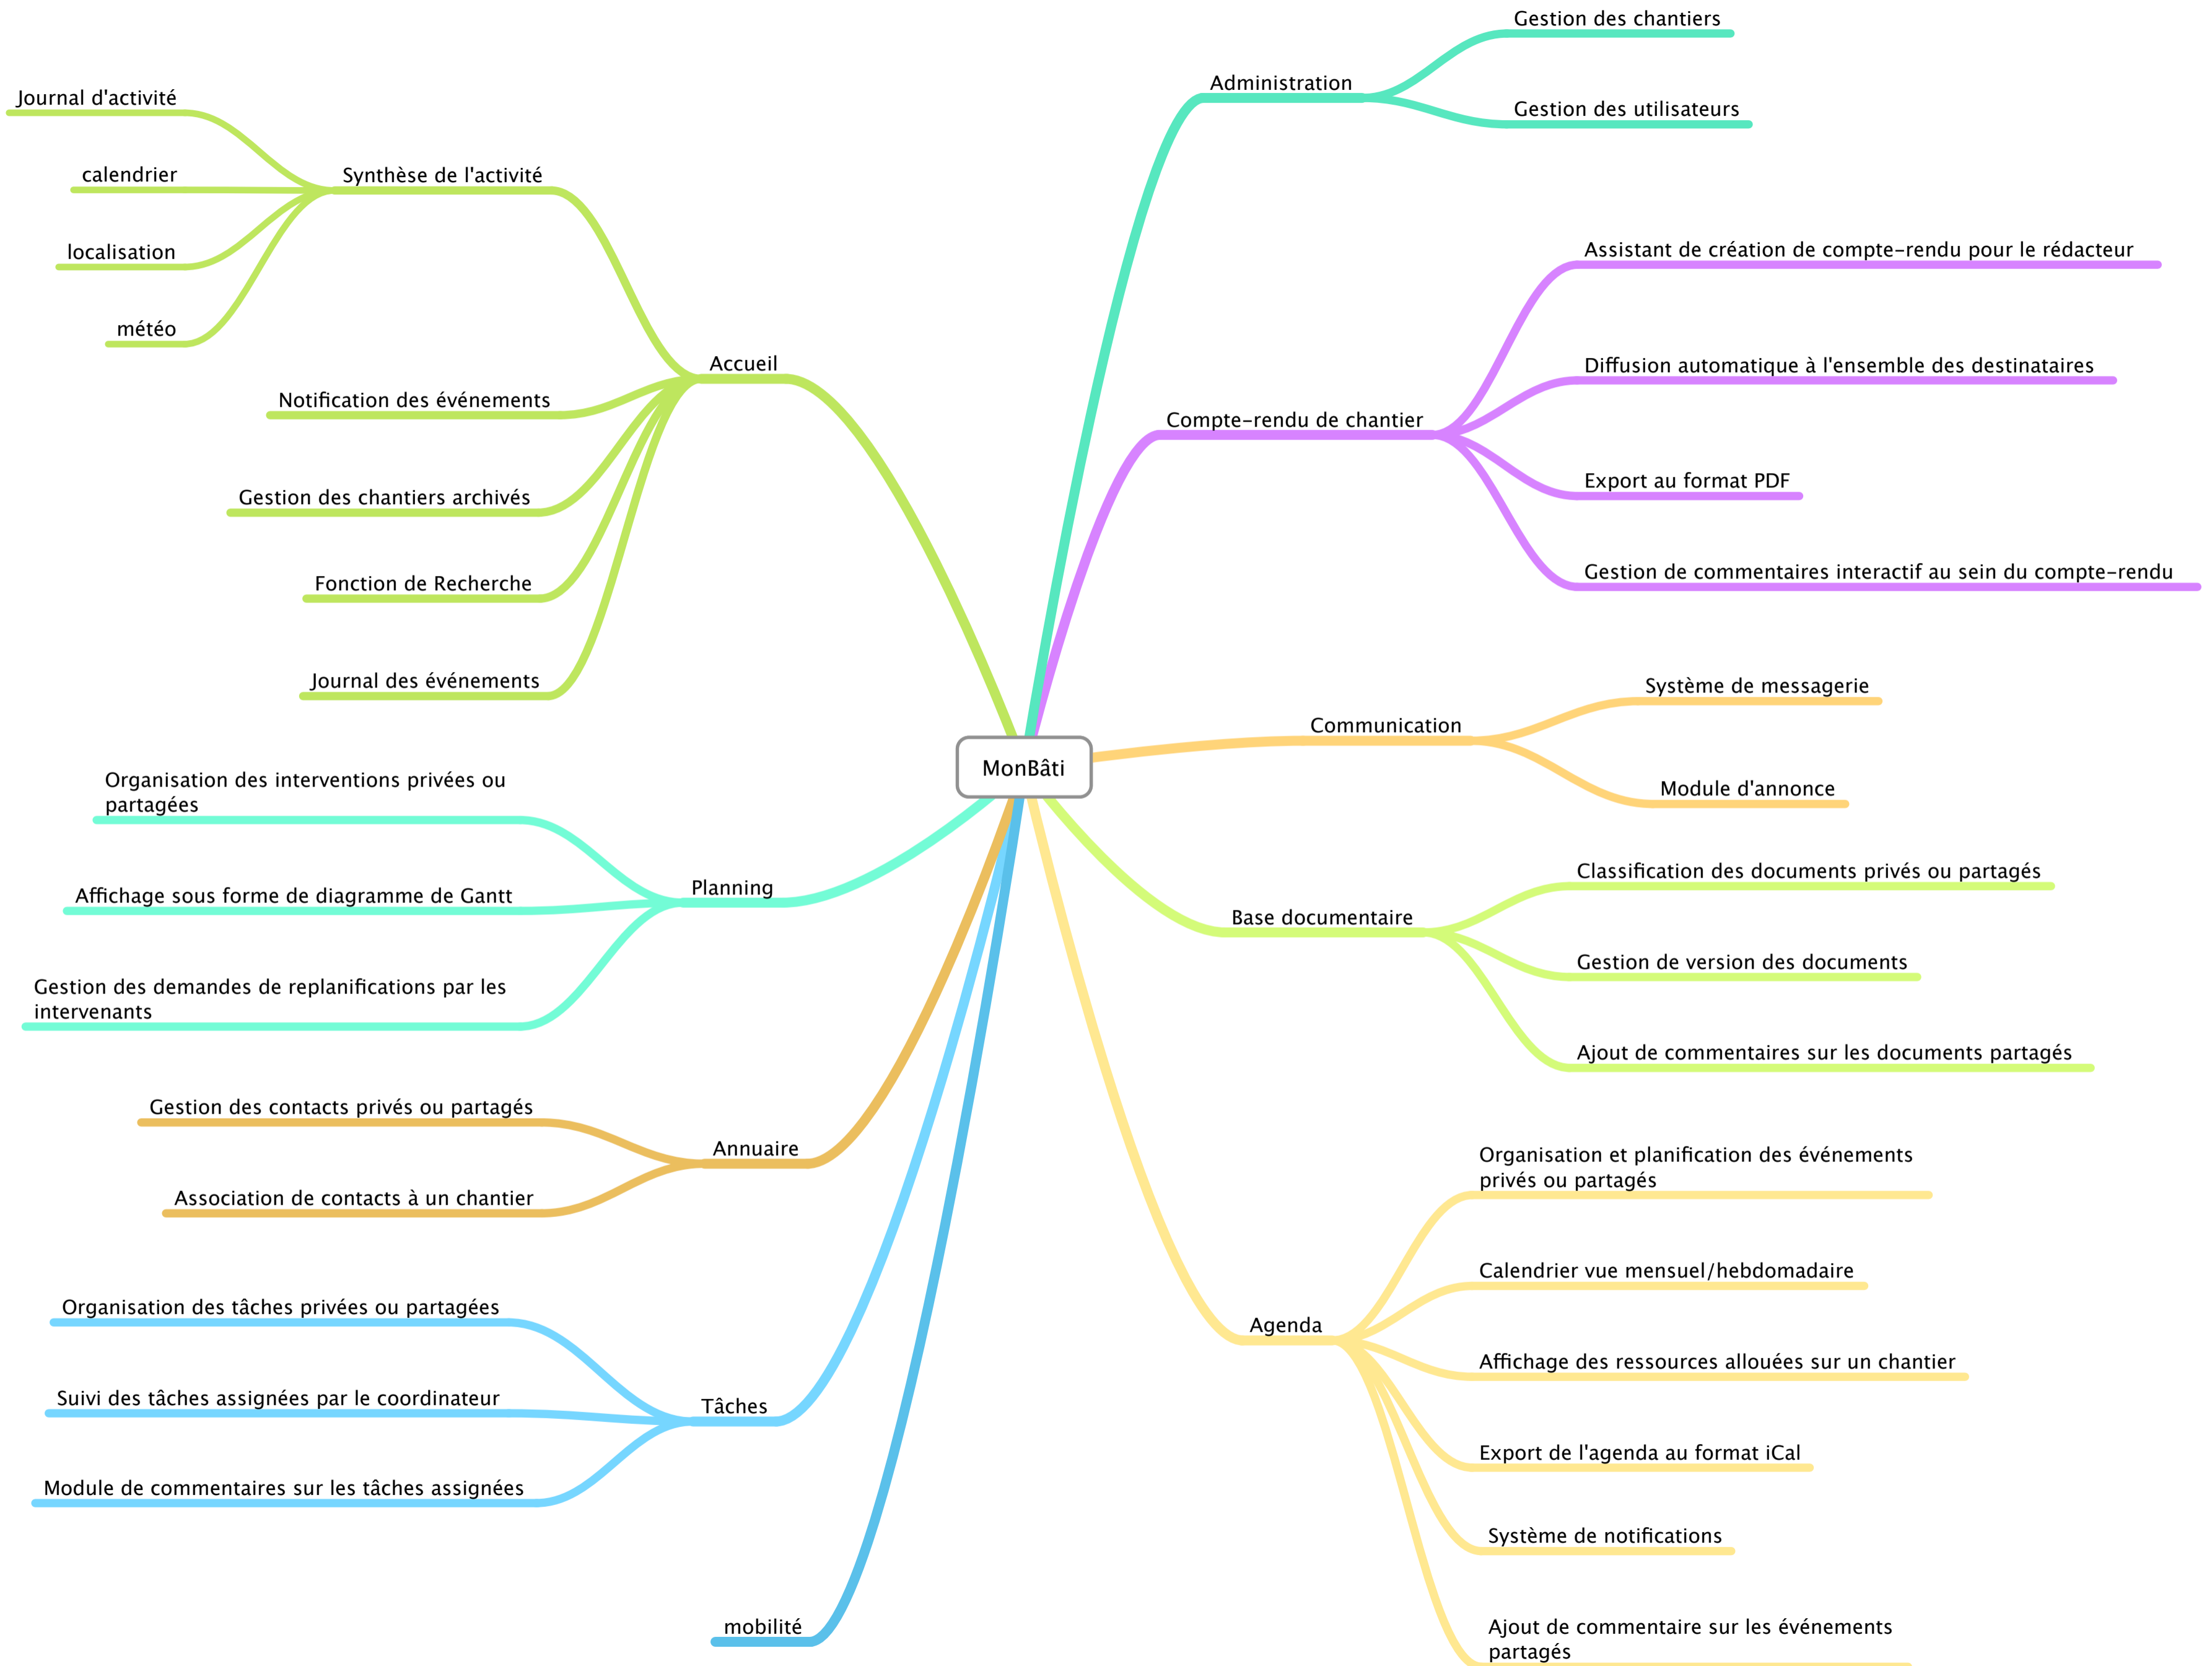 MonBâti
Administration
Gestion des chantiers
Gestion des utilisateurs
Compte-rendu de chantier
Assistant de création de compte-rendu pour le rédacteur
Diffusion automatique à l'ensemble des destinataires
Export au format PDF
Gestion de commentaires interactif au sein du compte-rendu
Communication
Système de messagerie
Module d'annonce
Base documentaire
Classification des documents privés ou partagés
Gestion de version des documents
Ajout de commentaires sur les documents partagés
Agenda
Organisation et planification des événements
privés ou partagés
Calendrier vue mensuel/hebdomadaire
Affichage des ressources allouées sur un chantier
Export de l'agenda au format iCal
Système de notifications
Ajout de commentaire sur les événements
partagés
Accueil
Synthèse de l'activité
Journal d'activité
calendrier
localisation
météo
Notification des événements
Gestion des chantiers archivés
Fonction de Recherche
Journal des événements
Planning
Organisation des interventions privées ou
partagées
Affichage sous forme de diagramme de Gantt
Gestion des demandes de replanifications par les
intervenants
Annuaire
Gestion des contacts privés ou partagés
Association de contacts à un chantier
Tâches
Organisation des tâches privées ou partagées
Suivi des tâches assignées par le coordinateur
Module de commentaires sur les tâches assignées
mobilité